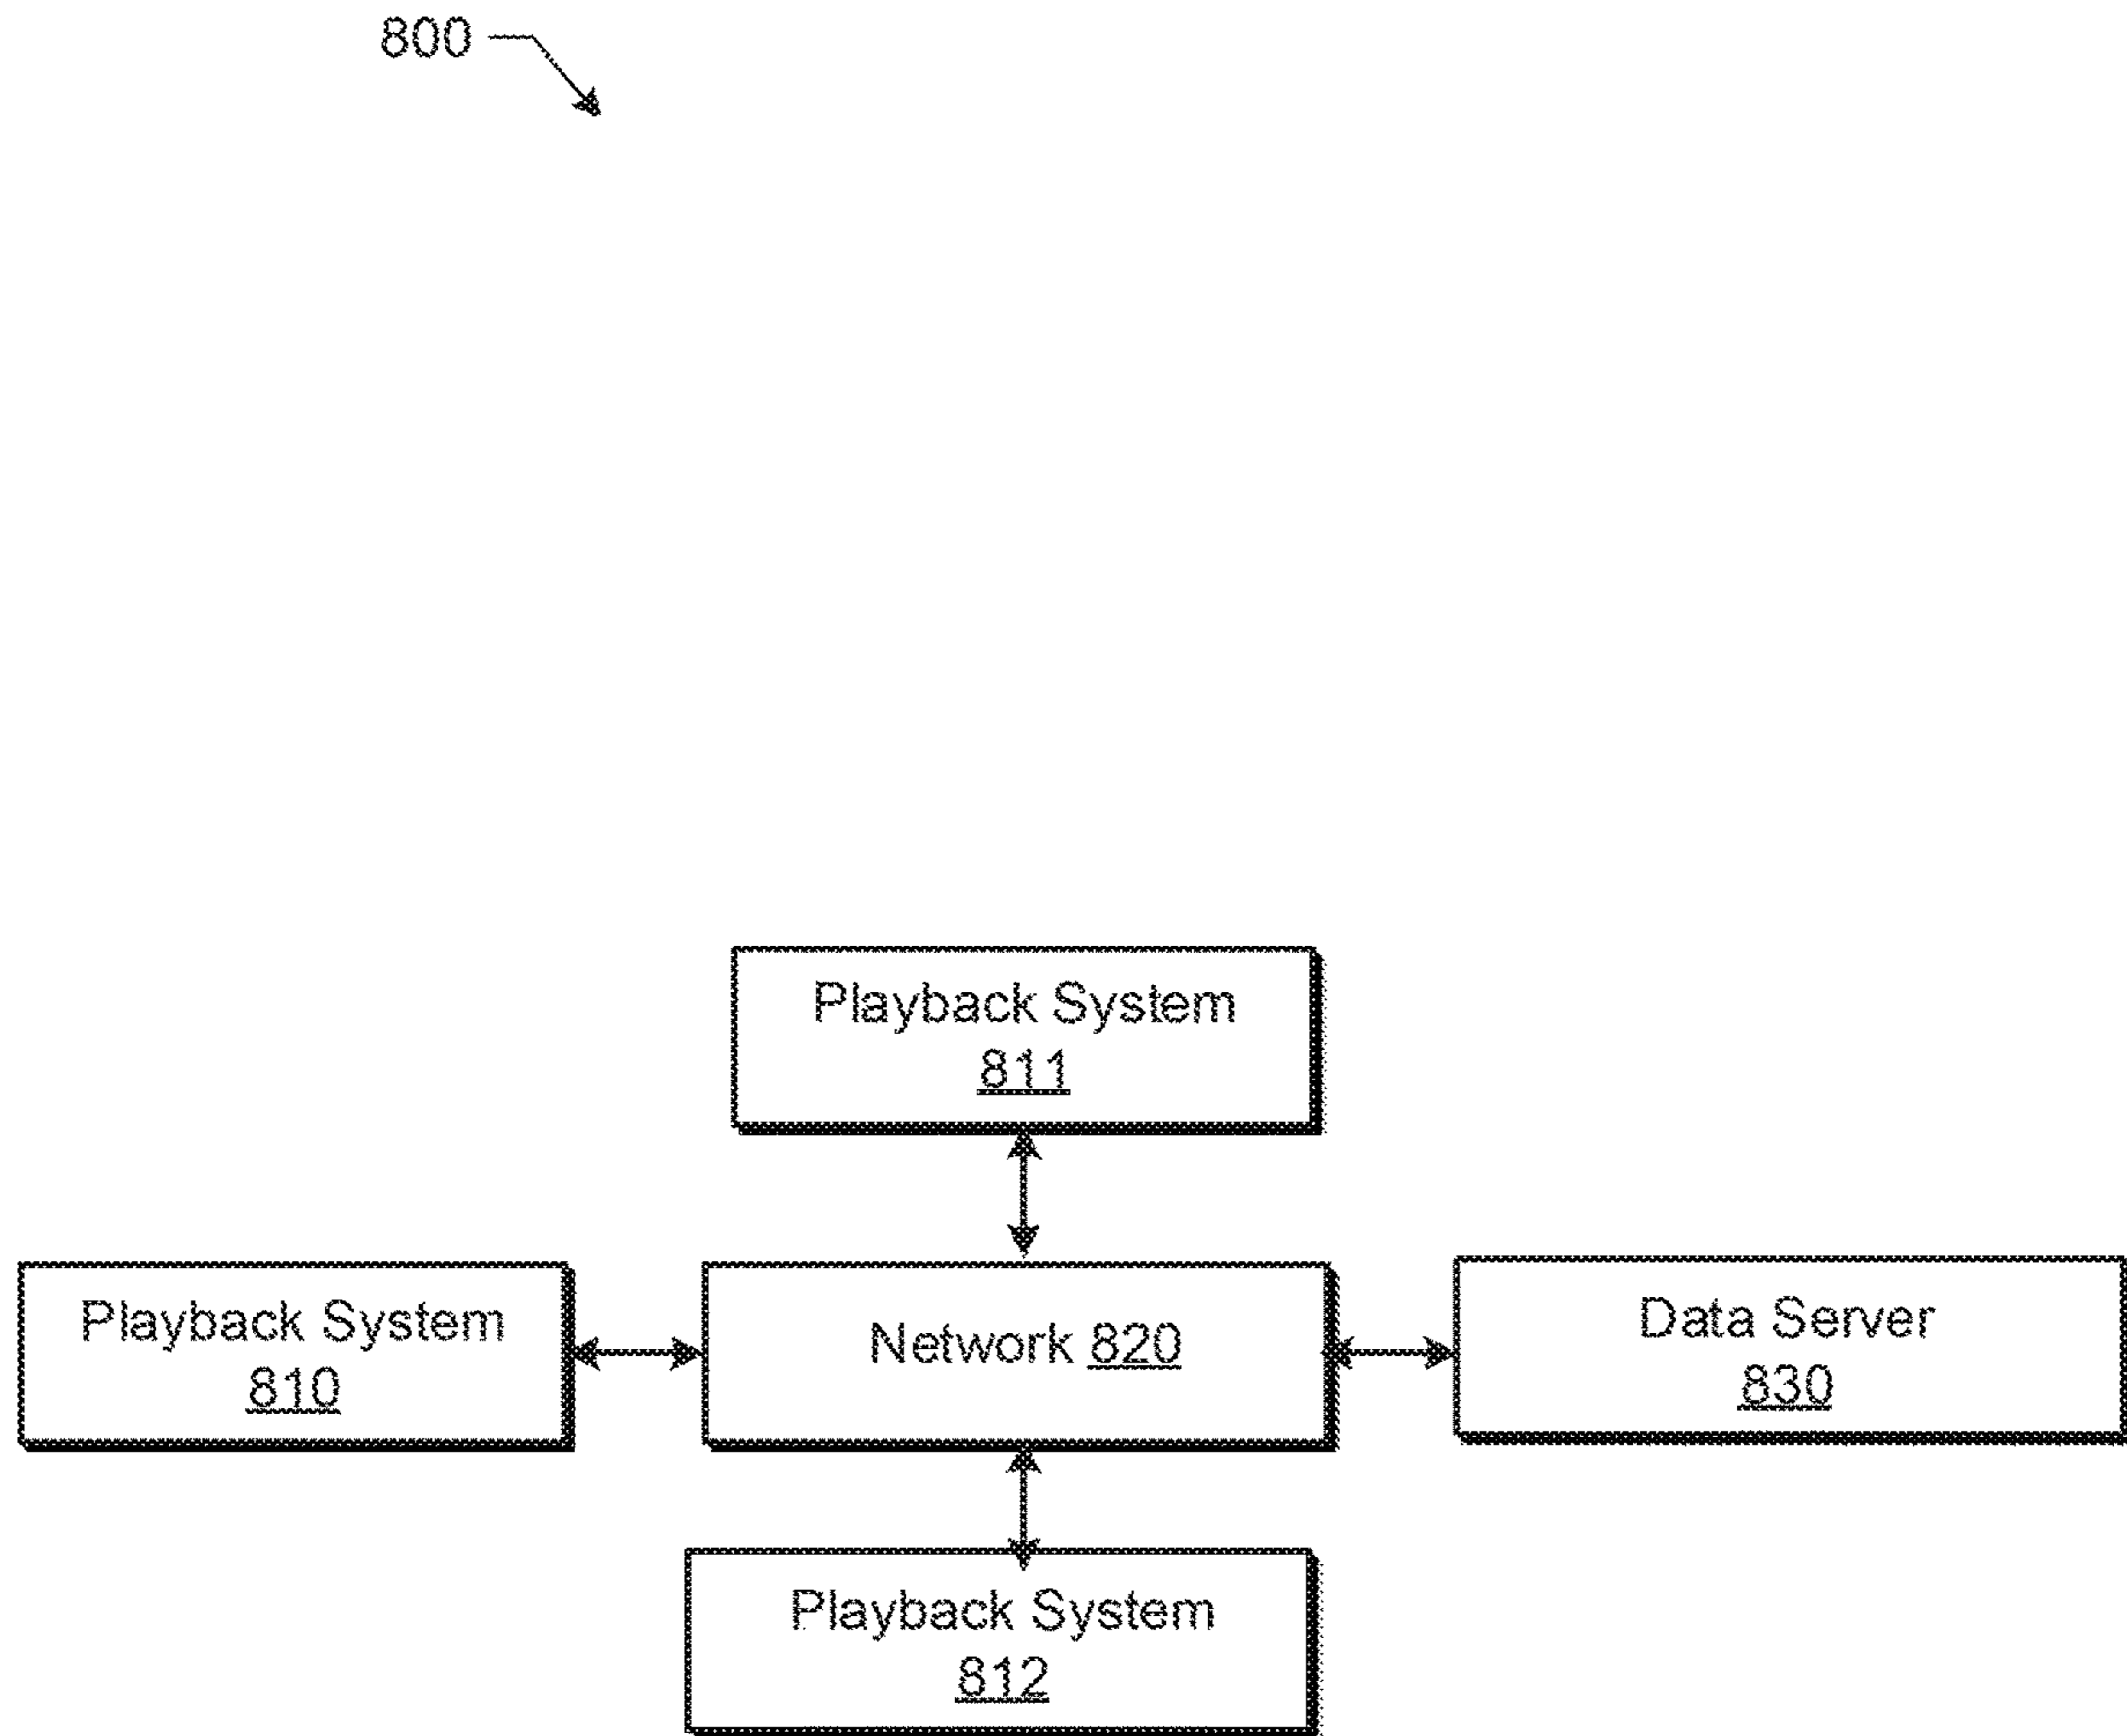 800
Playback System
811
Playback System
810
Network 820
Data Server
830
Playback System
812